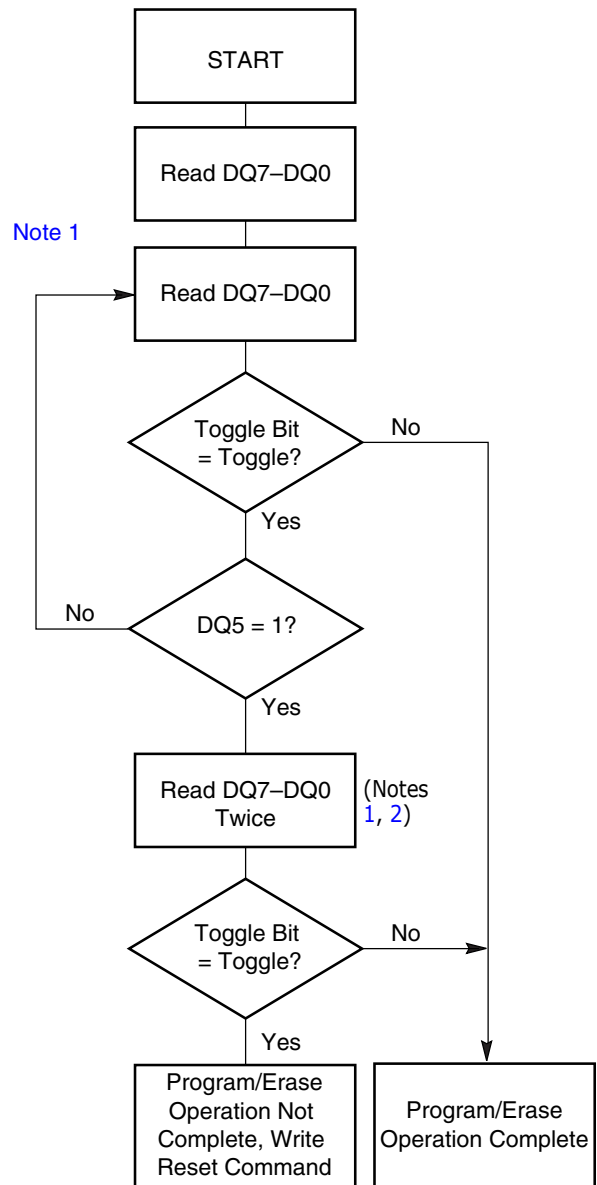 START
Read DQ7–DQ0
Note 1
Read DQ7–DQ0
Toggle Bit
= Toggle?
No
Yes
No
DQ5 = 1?
Yes
Read DQ7–DQ0
Twice
(Notes
1, 2)
Toggle Bit
= Toggle?
No
Yes
Program/Erase
Operation Not
Complete, Write
Reset Command
Program/Erase
Operation Complete